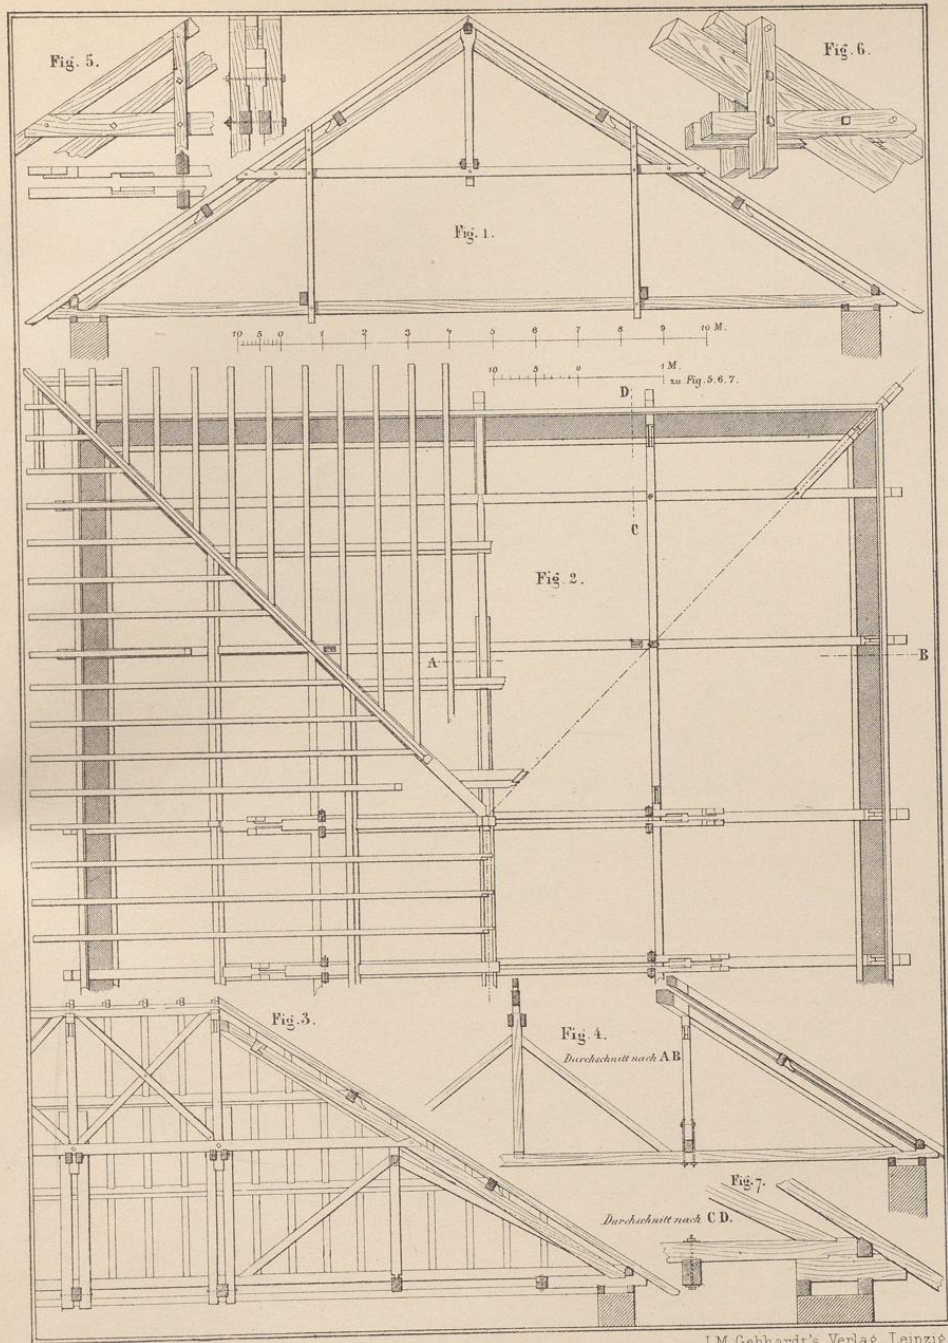 Fig. 5.
Fig. 6.
Fig. 1.
10 5 0 1 2 3 4 5 6 7 8 9 10 M.
10 5 0 1 M.
zu Fig. 5. 6. 7.
D
C
Fig. 2.
A
B
Fig. 3.
Fig. 4.
Durchschnitt nach A B
Fig. 7.
Durchschnitt nach C D.
J.M. Gebhardt's Verlag, Leipzig